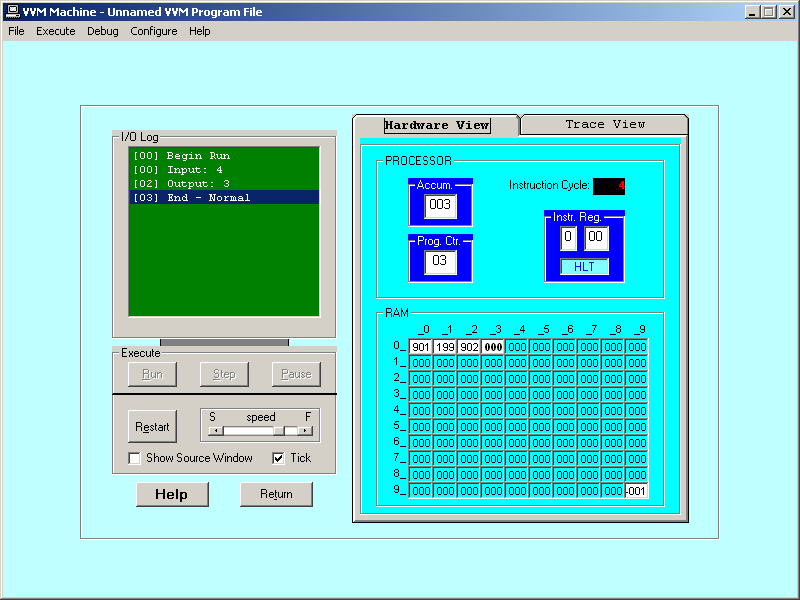 VVM Machine - Unnamed VVM Program File
File Execute Debug Configure Help
Hardware View Trace View
I/O Log
[00] Begin Run
[00] Input: 4
[02] Output: 3
[03] End - Normal
PROCESSOR
Accum. Instruction Cycle: 4
003
Instr. Reg.
0 00
Prog. Ctr.
03
HLT
Execute
Run Step Pause
Restart
S speed F
Show Source Window Tick
Help Return
RAM
_0 _1 _2 _3 _4 _5 _6 _7 _8 _9
0_ 901 199 902 000 000 000 000 000 000 000
1_ 000 000 000 000 000 000 000 000 000 000
2_ 000 000 000 000 000 000 000 000 000 000
3_ 000 000 000 000 000 000 000 000 000 000
4_ 000 000 000 000 000 000 000 000 000 000
5_ 000 000 000 000 000 000 000 000 000 000
6_ 000 000 000 000 000 000 000 000 000 000
7_ 000 000 000 000 000 000 000 000 000 000
8_ 000 000 000 000 000 000 000 000 000 000
9_ 000 000 000 000 000 000 000 000 000 -001